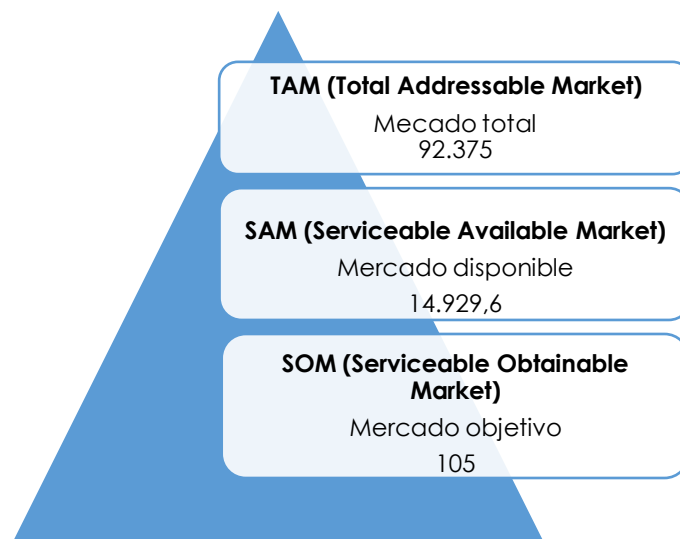 TAM (Total Addressable Market)
Mecado total
92.375
SAM (Serviceable Available Market)
Mercado disponible
14.929,6
SOM (Serviceable Obtainable
Market)
Mercado objetivo
105